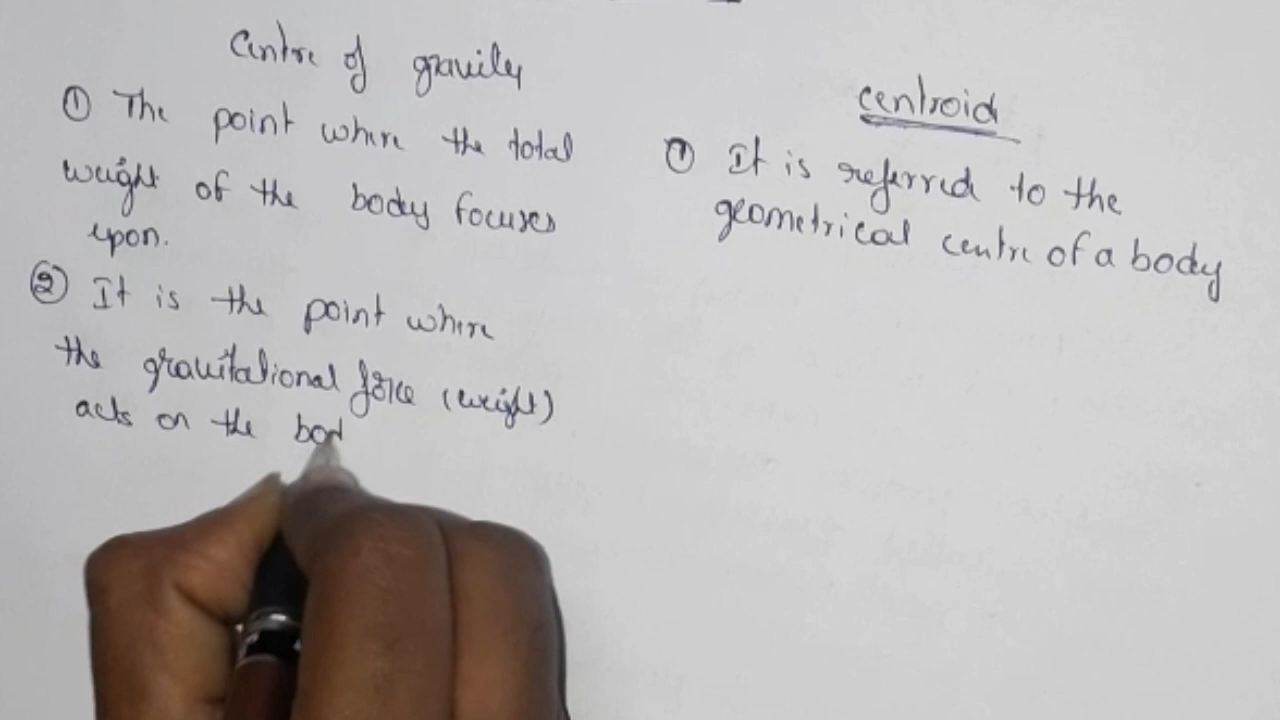 Centre of gravity
① The point where the total
weight of the body focuses
upon.
② It is the point where
the gravitational force (weight)
acts on the bod
centroid
① It is referred to the
geometrical centre of a body